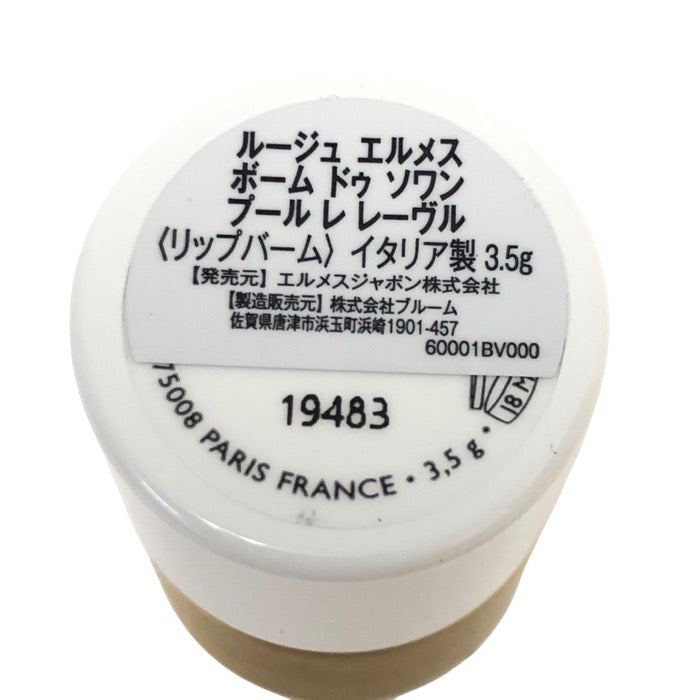 ルージュ エルメス
ボーム ドゥ ソワン
プール レ レーヴル
〈リップバーム〉 イタリア製 3.5g
【発売元】エルメスジャポン株式会社
【製造販売元】株式会社ブルーム
佐賀県唐津市浜玉町浜崎1901-457
60001BV000
18 M
19483
75008 PARIS FRANCE • 3,5 g •